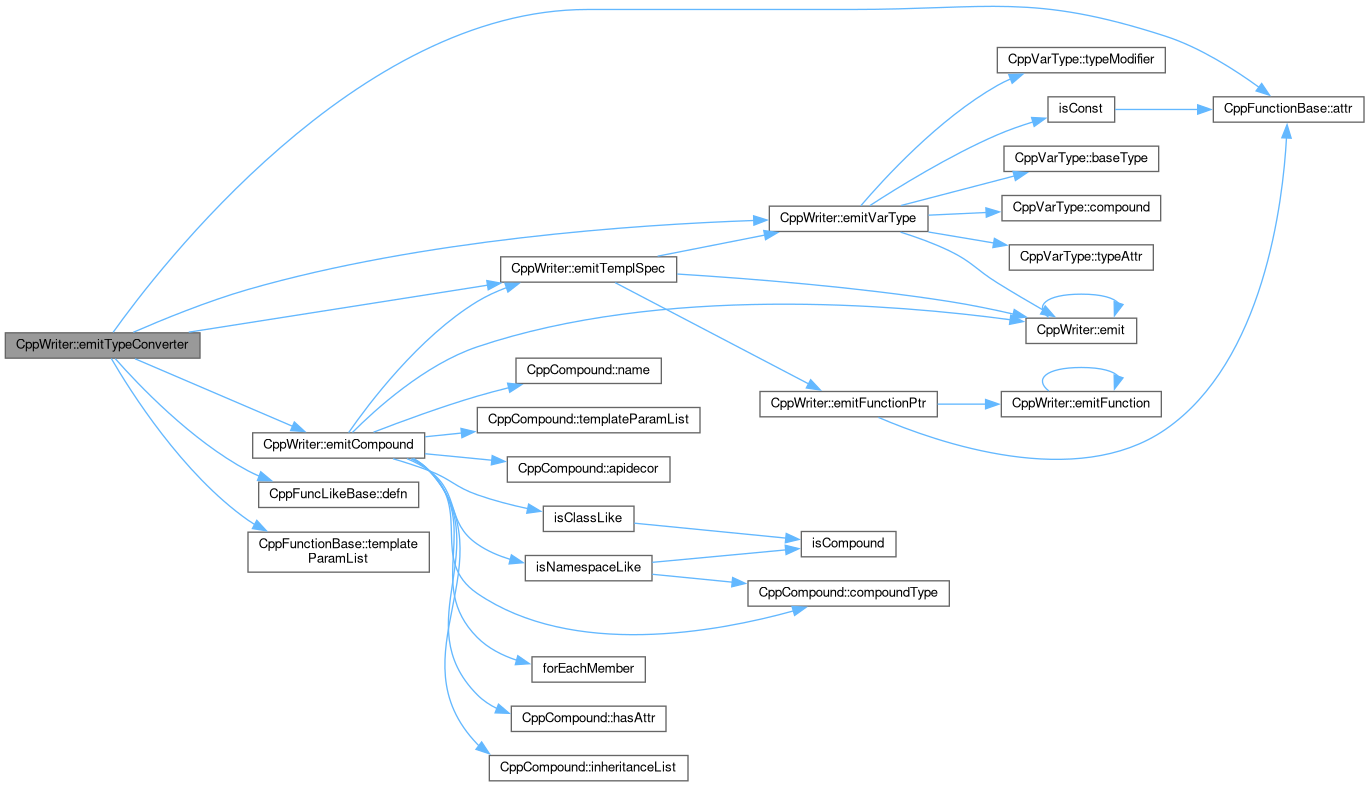 CppVarType::typeModifier
isConst
CppFunctionBase::attr
CppVarType::baseType
CppVarType::compound
CppWriter::emitVarType
CppVarType::typeAttr
CppWriter::emitTemplSpec
CppWriter::emit
CppWriter::emitTypeConverter
CppCompound::name
CppWriter::emitFunctionPtr
CppWriter::emitFunction
CppCompound::templateParamList
CppWriter::emitCompound
CppCompound::apidecor
CppFuncLikeBase::defn
isClassLike
isCompound
CppFunctionBase::template
ParamList
isNamespaceLike
CppCompound::compoundType
forEachMember
CppCompound::hasAttr
CppCompound::inheritanceList